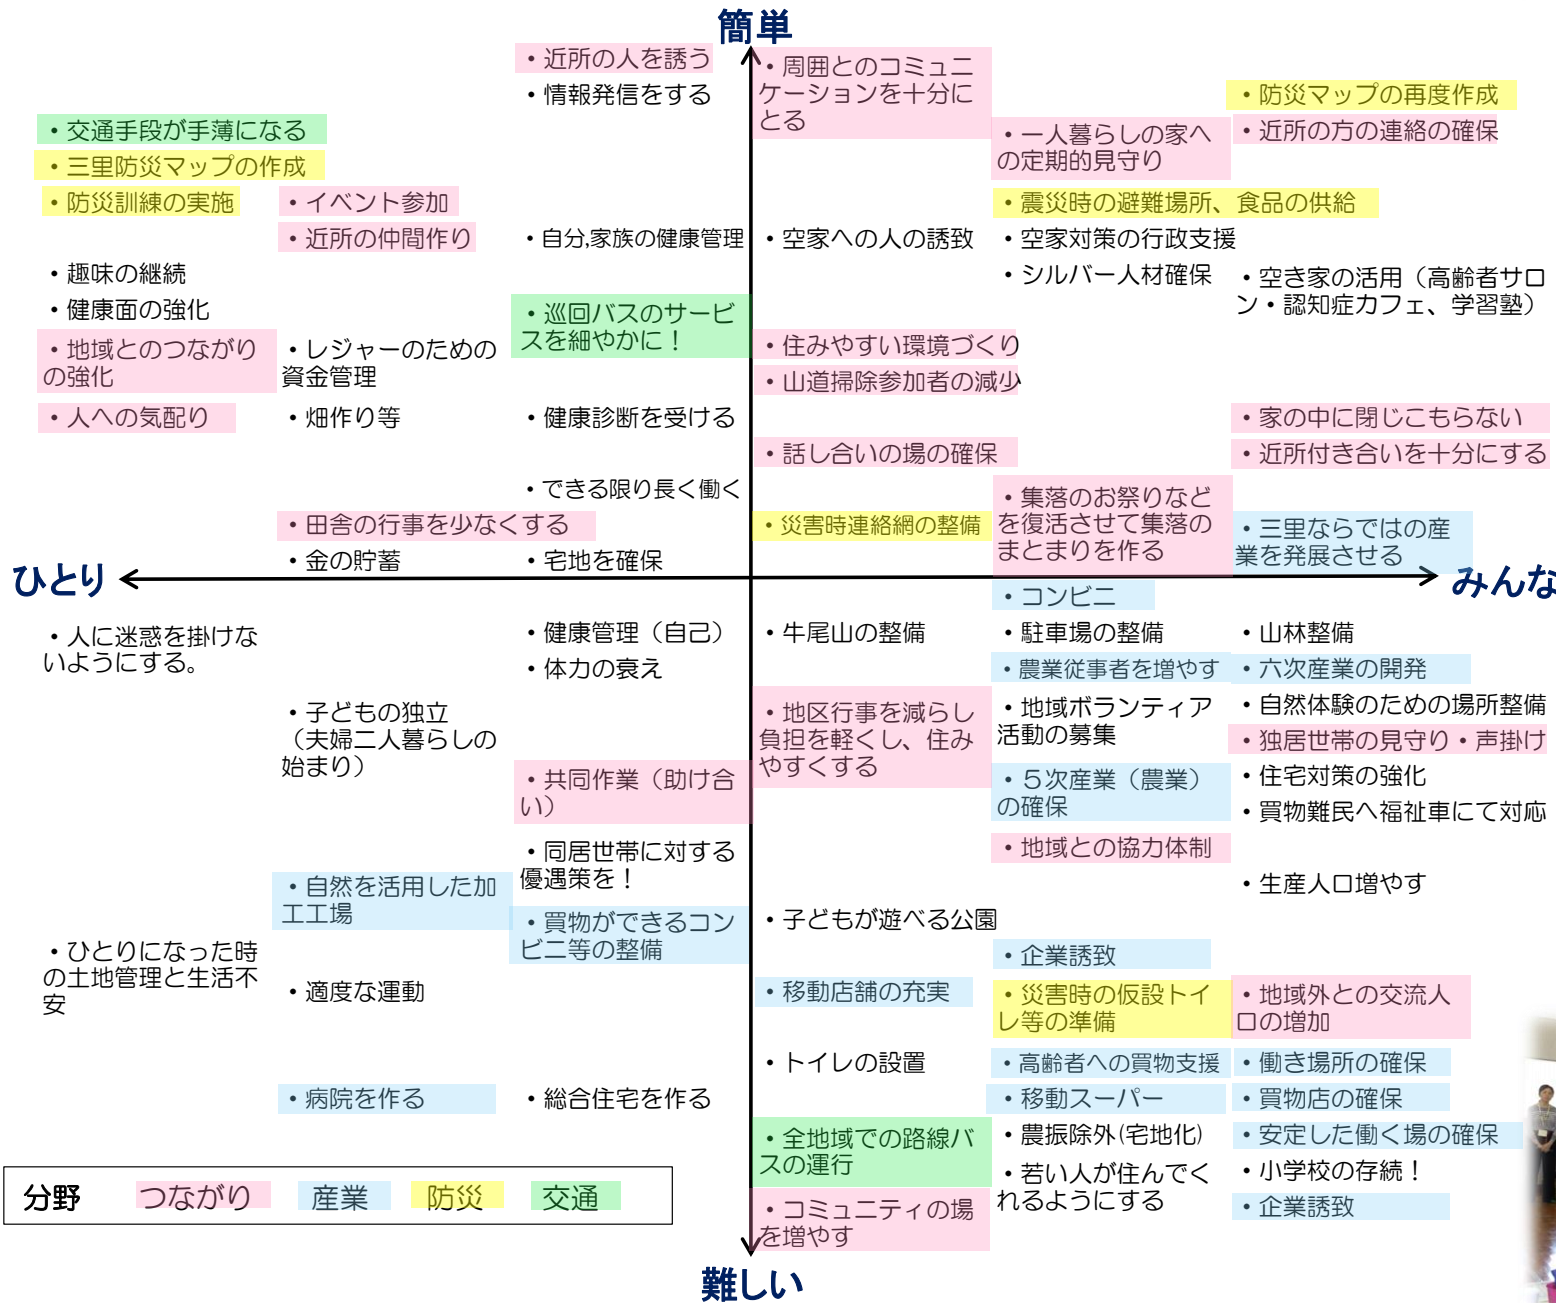 簡単
・近所の人を誘う
・情報発信をする
・交通手段が手薄になる
・三里防災マップの作成
・防災訓練の実施
・イベント参加
・近所の仲間作り
・自分,家族の健康管理
・趣味の継続
・健康面の強化
・巡回バスのサービ
スを細やかに！
・地域とのつながり
の強化
・レジャーのための
資金管理
・人への気配り
・畑作り等
・健康診断を受ける
・できる限り長く働く
・田舎の行事を少なくする
・金の貯蓄
・宅地を確保
・周囲とのコミュニ
ケーションを十分に
とる
・防災マップの再度作成
・一人暮らしの家へ
の定期的見守り
・近所の方の連絡の確保
・震災時の避難場所、食品の供給
・空家への人の誘致
・空家対策の行政支援
・シルバー人材確保
・空き家の活用（高齢者サロ
ン・認知症カフェ、学習塾）
・住みやすい環境づくり
・山道掃除参加者の減少
・家の中に閉じこもらない
・話し合いの場の確保
・近所付き合いを十分にする
・集落のお祭りなど
を復活させて集落の
まとまりを作る
・災害時連絡網の整備
・三里ならではの産
業を発展させる
ひとり
みんな
・人に迷惑を掛けな
いようにする。
・健康管理（自己）
・体力の衰え
・子どもの独立
（夫婦二人暮らしの
始まり）
・共同作業（助け合
い）
・同居世帯に対する
優遇策を！
・自然を活用した加
工工場
・買物ができるコン
ビニ等の整備
・ひとりになった時
の土地管理と生活不
安
・適度な運動
・病院を作る
・総合住宅を作る
・コンビニ
・牛尾山の整備
・駐車場の整備
・山林整備
・農業従事者を増やす
・六次産業の開発
・地区行事を減らし
負担を軽くし、住み
やすくする
・地域ボランティア
活動の募集
・自然体験のための場所整備
・独居世帯の見守り・声掛け
・５次産業（農業）
の確保
・住宅対策の強化
・買物難民へ福祉車にて対応
・地域との協力体制
・生産人口増やす
・子どもが遊べる公園
・企業誘致
・移動店舗の充実
・災害時の仮設トイ
レ等の準備
・地域外との交流人
口の増加
・トイレの設置
・高齢者への買物支援
・働き場所の確保
・移動スーパー
・買物店の確保
・全地域での路線バ
スの運行
・農振除外(宅地化)
・安定した働く場の確保
・若い人が住んでく
れるようにする
・小学校の存続！
・コミュニティの場
を増やす
・企業誘致
分野 つながり 産業 防災 交通
難しい